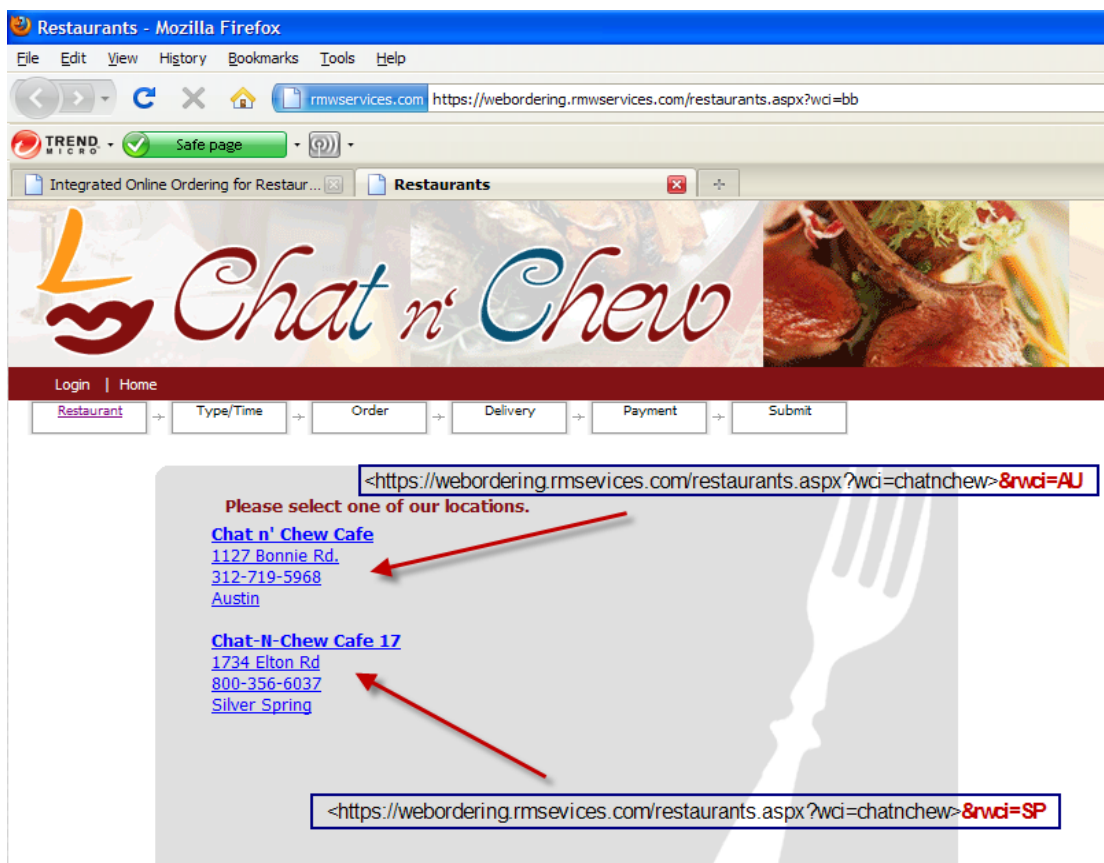 Restaurants - Mozilla Firefox
File Edit View History Bookmarks Tools Help
rmwservices.com https://webordering.rmwservices.com/restaurants.aspx?wci=bb
TREND MICRO Safe page
Integrated Online Ordering for Restaur... Restaurants
Chat n' Chew
Login | Home
Restaurant Type/Time Order Delivery Payment Submit
<https://webordering.rmsevices.com/restaurants.aspx?wci=chatnchew>&rwci=AU
Please select one of our locations.
Chat n' Chew Cafe
1127 Bonnie Rd.
312-719-5968
Austin
Chat-N-Chew Cafe 17
1734 Elton Rd
800-356-6037
Silver Spring
<https://webordering.rmsevices.com/restaurants.aspx?wci=chatnchew>&rwci=SP